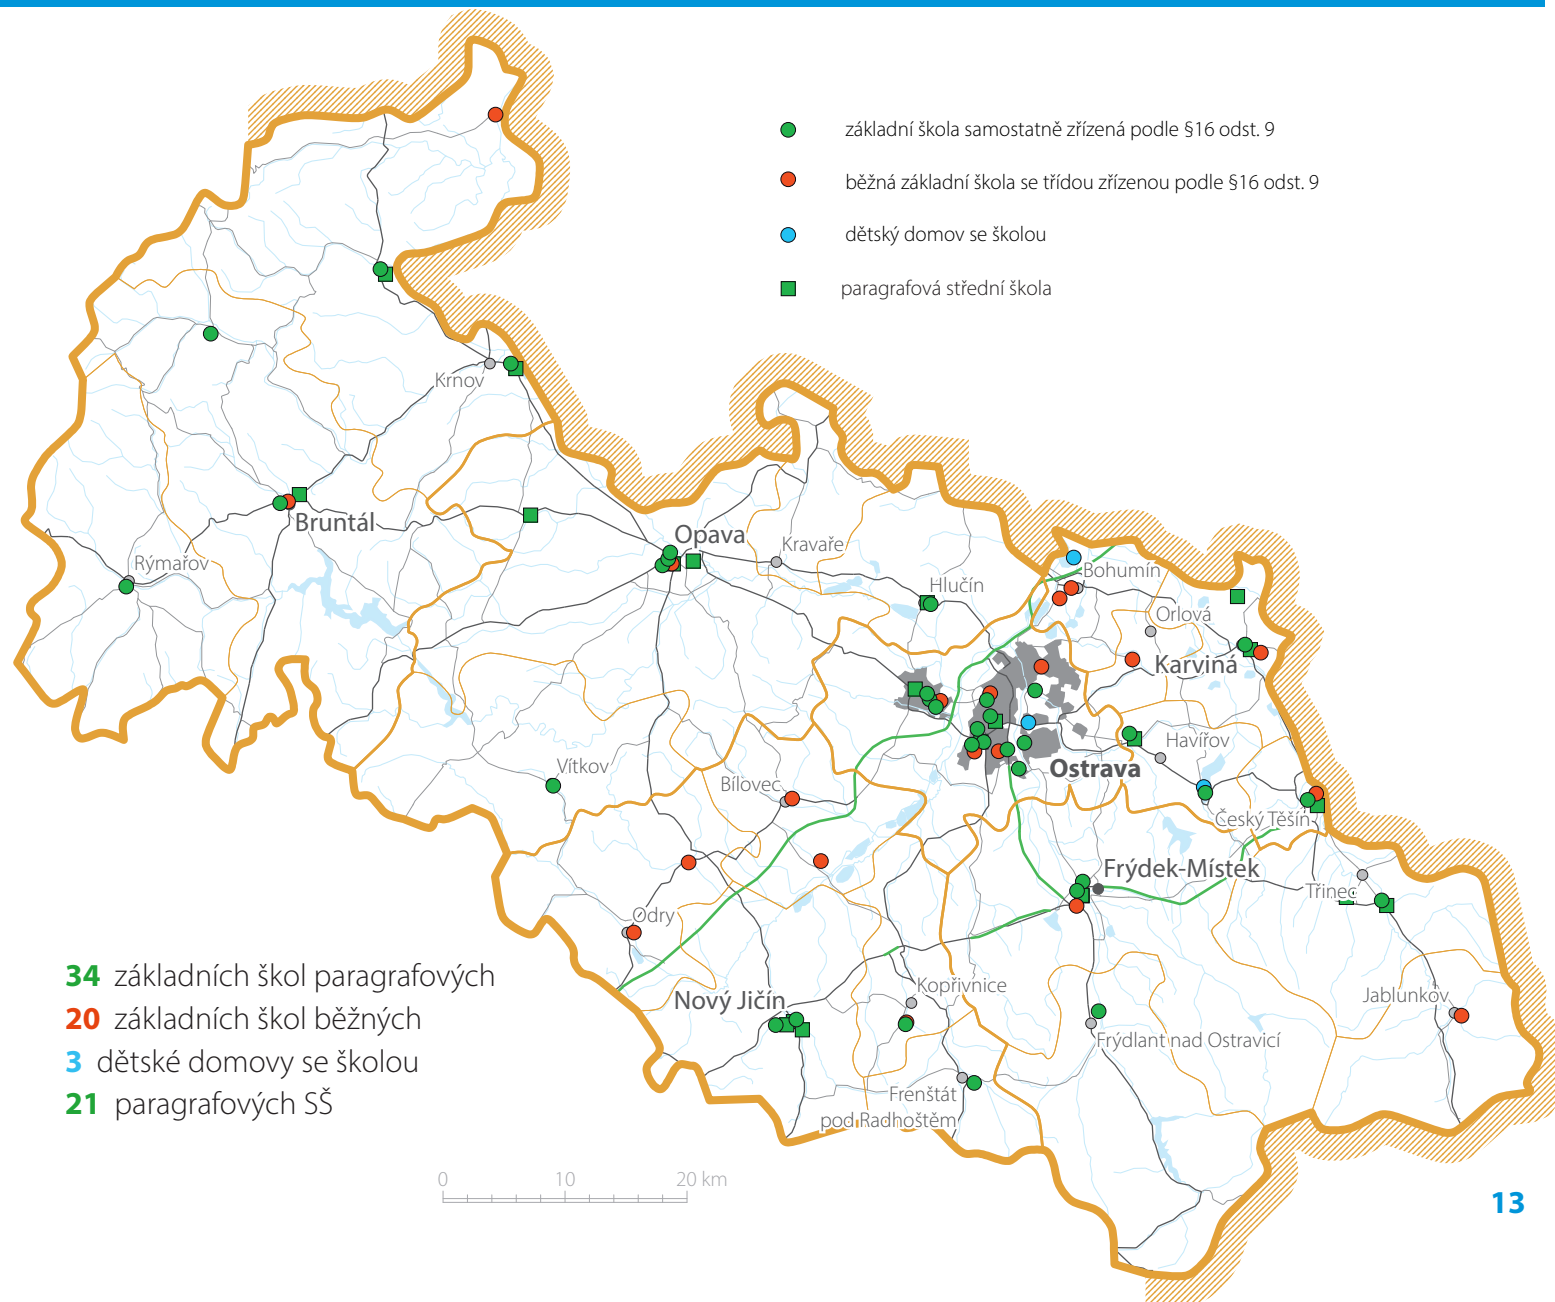 základní škola samostatně zřízená podle §16 odst. 9
běžná základní škola se třídou zřízenou podle §16 odst. 9
dětský domov se školou
paragrafová střední škola
Krnov
Bruntál
Rýmařov
Opava
Kravaře
Hlučín
Bohumín
Orlová
Karviná
Havířov
Ostrava
Vítkov
Bílovec
Český Těšín
Frýdek-Místek
Třinec
Odry
Nový Jičín
Kopřivnice
Jablunkov
Frýdlant nad Ostravicí
Frenštát
pod Radhoštěm
34 základních škol paragrafových
20 základních škol běžných
3 dětské domovy se školou
21 paragrafových SŠ
0 10 20 km
13